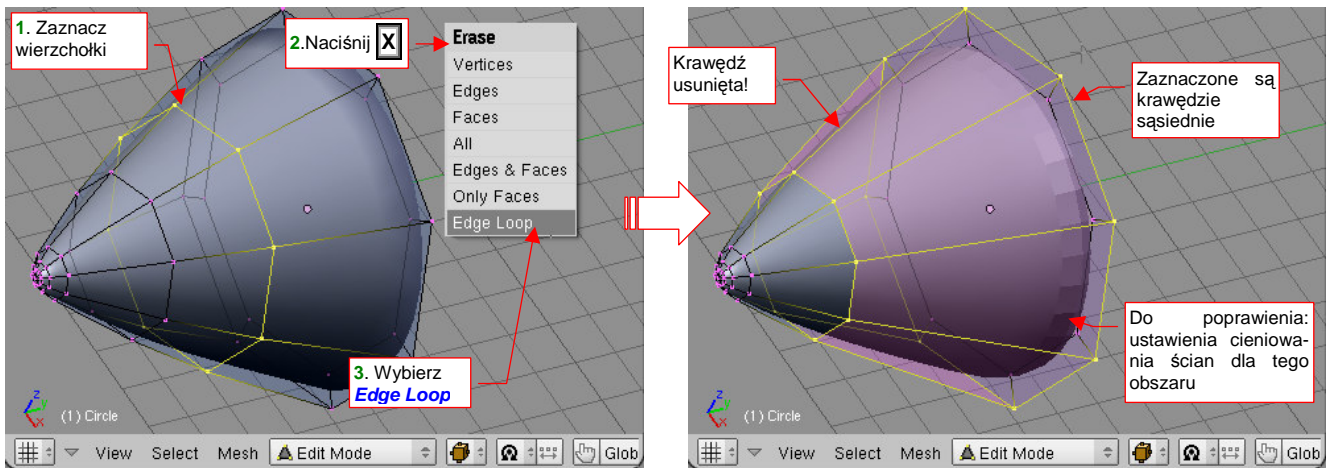 1. Zaznacz
wierzchołki
2.Naciśnij X
Erase
Vertices
Edges
Faces
All
Edges & Faces
Only Faces
Edge Loop
3. Wybierz
Edge Loop
z
y
x
(1) Circle
View Select Mesh Edit Mode Glob
Krawędź
usunięta!
Zaznaczone są
krawędzie
sąsiednie
Do poprawienia:
ustawienia cieniowa-
nia ścian dla tego
obszaru
z
y
x
(1) Circle
View Select Mesh Edit Mode Glob